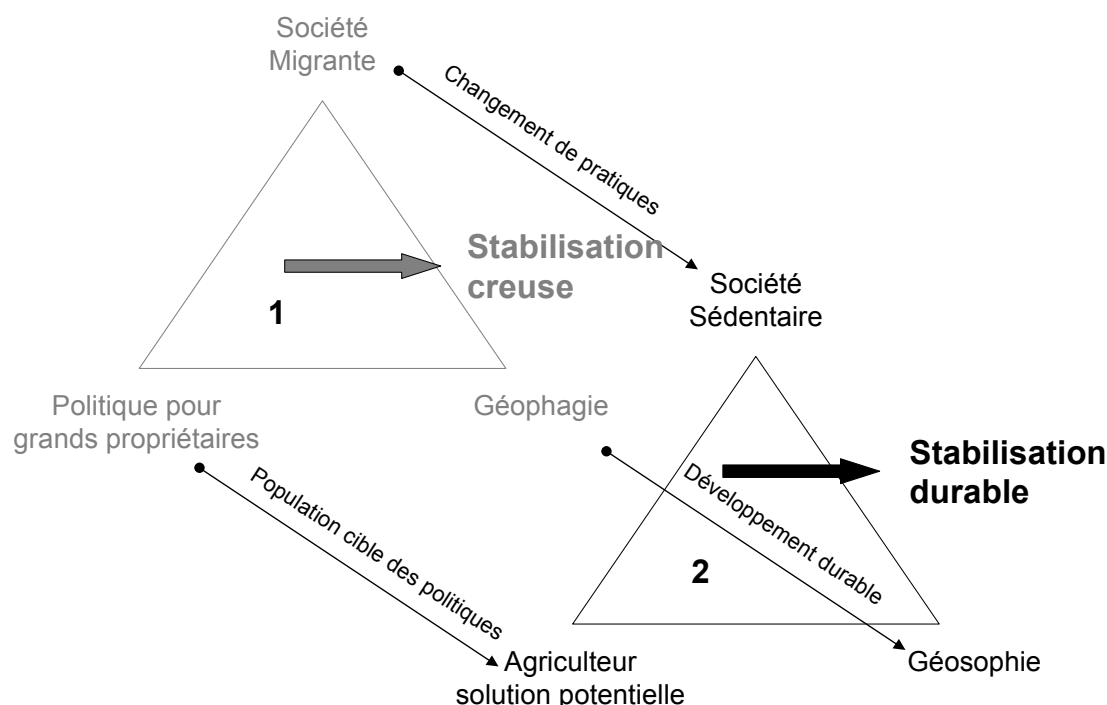 Société
Migrante
Changement de pratiques
Stabilisation
creuse
1
Société
Sédentaire
Politique pour
grands propriétaires
Géophagie
Stabilisation
durable
Population cible des politiques
Développement durable
2
Agriculteur
solution potentielle
Géosophie